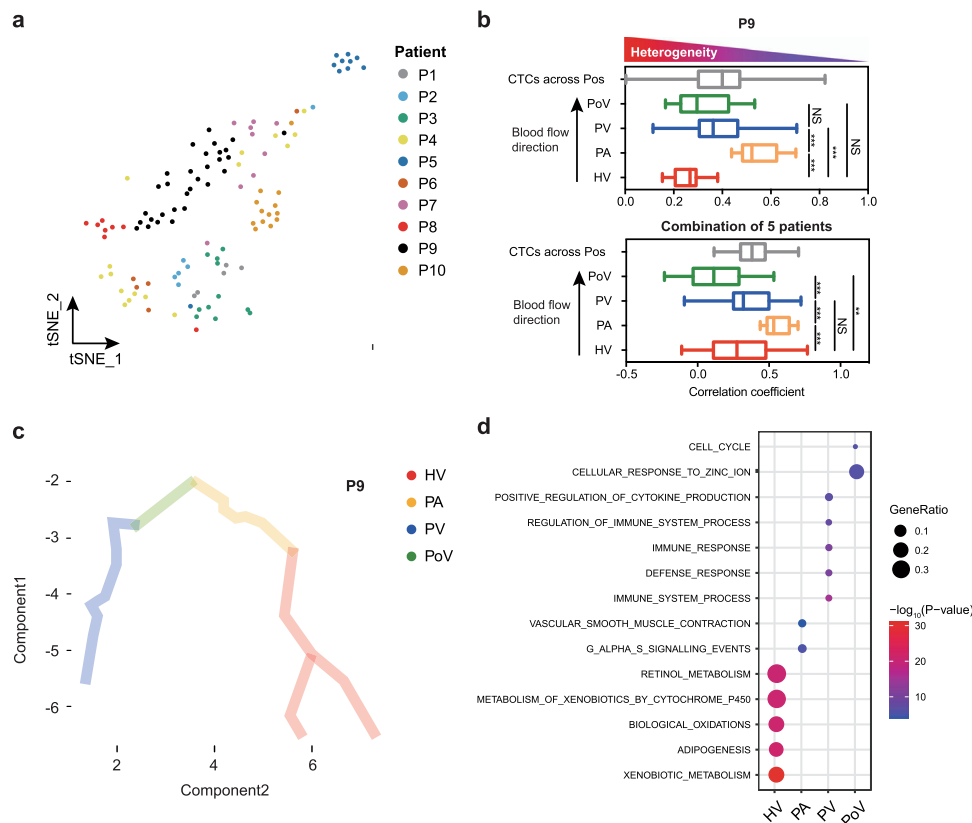 a
Patient
P1
P2
P3
P4
P5
P6
P7
P8
P9
P10
tSNE_2
tSNE_1
b
P9
Heterogeneity
CTCs across Pos
PoV
PV
PA
HV
Blood flow
direction
NS
***
***
***
NS
0.0
0.2
0.4
0.6
0.8
1.0
Combination of 5 patients
CTCs across Pos
PoV
PV
PA
HV
Blood flow
direction
***
***
***
NS
**
-0.5
0.0
0.5
1.0
Correlation coefficient
c
P9
HV
PA
PV
PoV
-2
-3
-4
-5
-6
Component1
2
4
6
Component2
d
CELL_CYCLE
CELLULAR_RESPONSE_TO_ZINC_ION
POSITIVE_REGULATION_OF_CYTOKINE_PRODUCTION
REGULATION_OF_IMMUNE_SYSTEM_PROCESS
IMMUNE_RESPONSE
DEFENSE_RESPONSE
IMMUNE_SYSTEM_PROCESS
VASCULAR_SMOOTH_MUSCLE_CONTRACTION
G_ALPHA_S_SIGNALLING_EVENTS
RETINOL_METABOLISM
METABOLISM_OF_XENOBIOTICS_BY_CYTOCHROME_P450
BIOLOGICAL_OXIDATIONS
ADIPOGENESIS
XENOBIOTIC_METABOLISM
HV
PA
PV
PoV
GeneRatio
0.1
0.2
0.3
−log10(P-value)
30
20
10